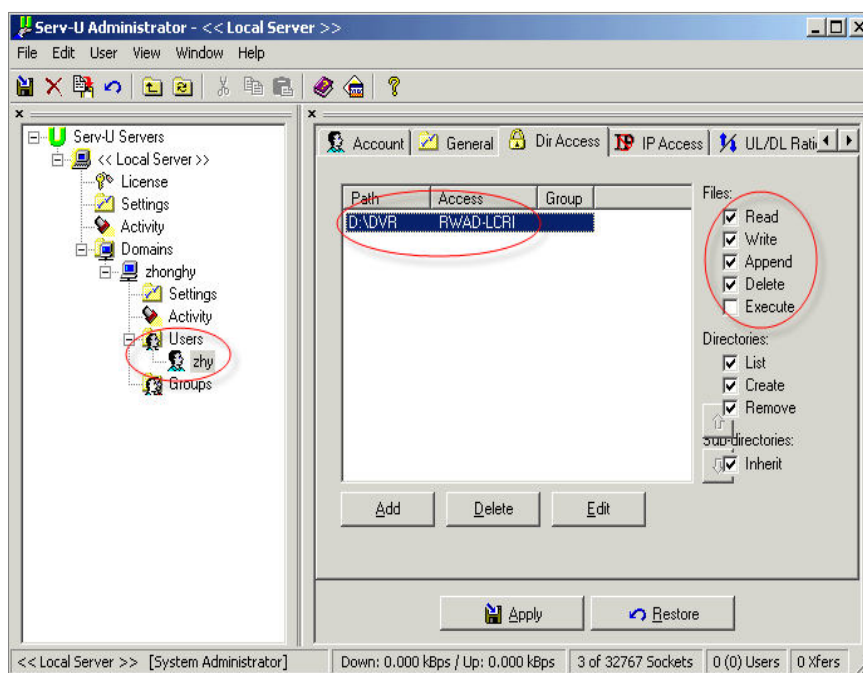 Serv-U Administrator - << Local Server >>
File Edit User View Window Help
Serv-U Servers
<< Local Server >>
License
Settings
Activity
Domains
zhonghy
Settings
Activity
Users
zhy
Groups
Account General Dir Access IP Access UL/DL Rati
Path Access Group
D:\DVR RWAD-LCRI
Files:
Read
Write
Append
Delete
Execute
Directories:
List
Create
Remove
Sub-directories:
Inherit
Add Delete Edit
Apply Restore
<< Local Server >> [System Administrator] Down: 0.000 kBps / Up: 0.000 kBps 3 of 32767 Sockets 0 (0) Users 0 Xfers